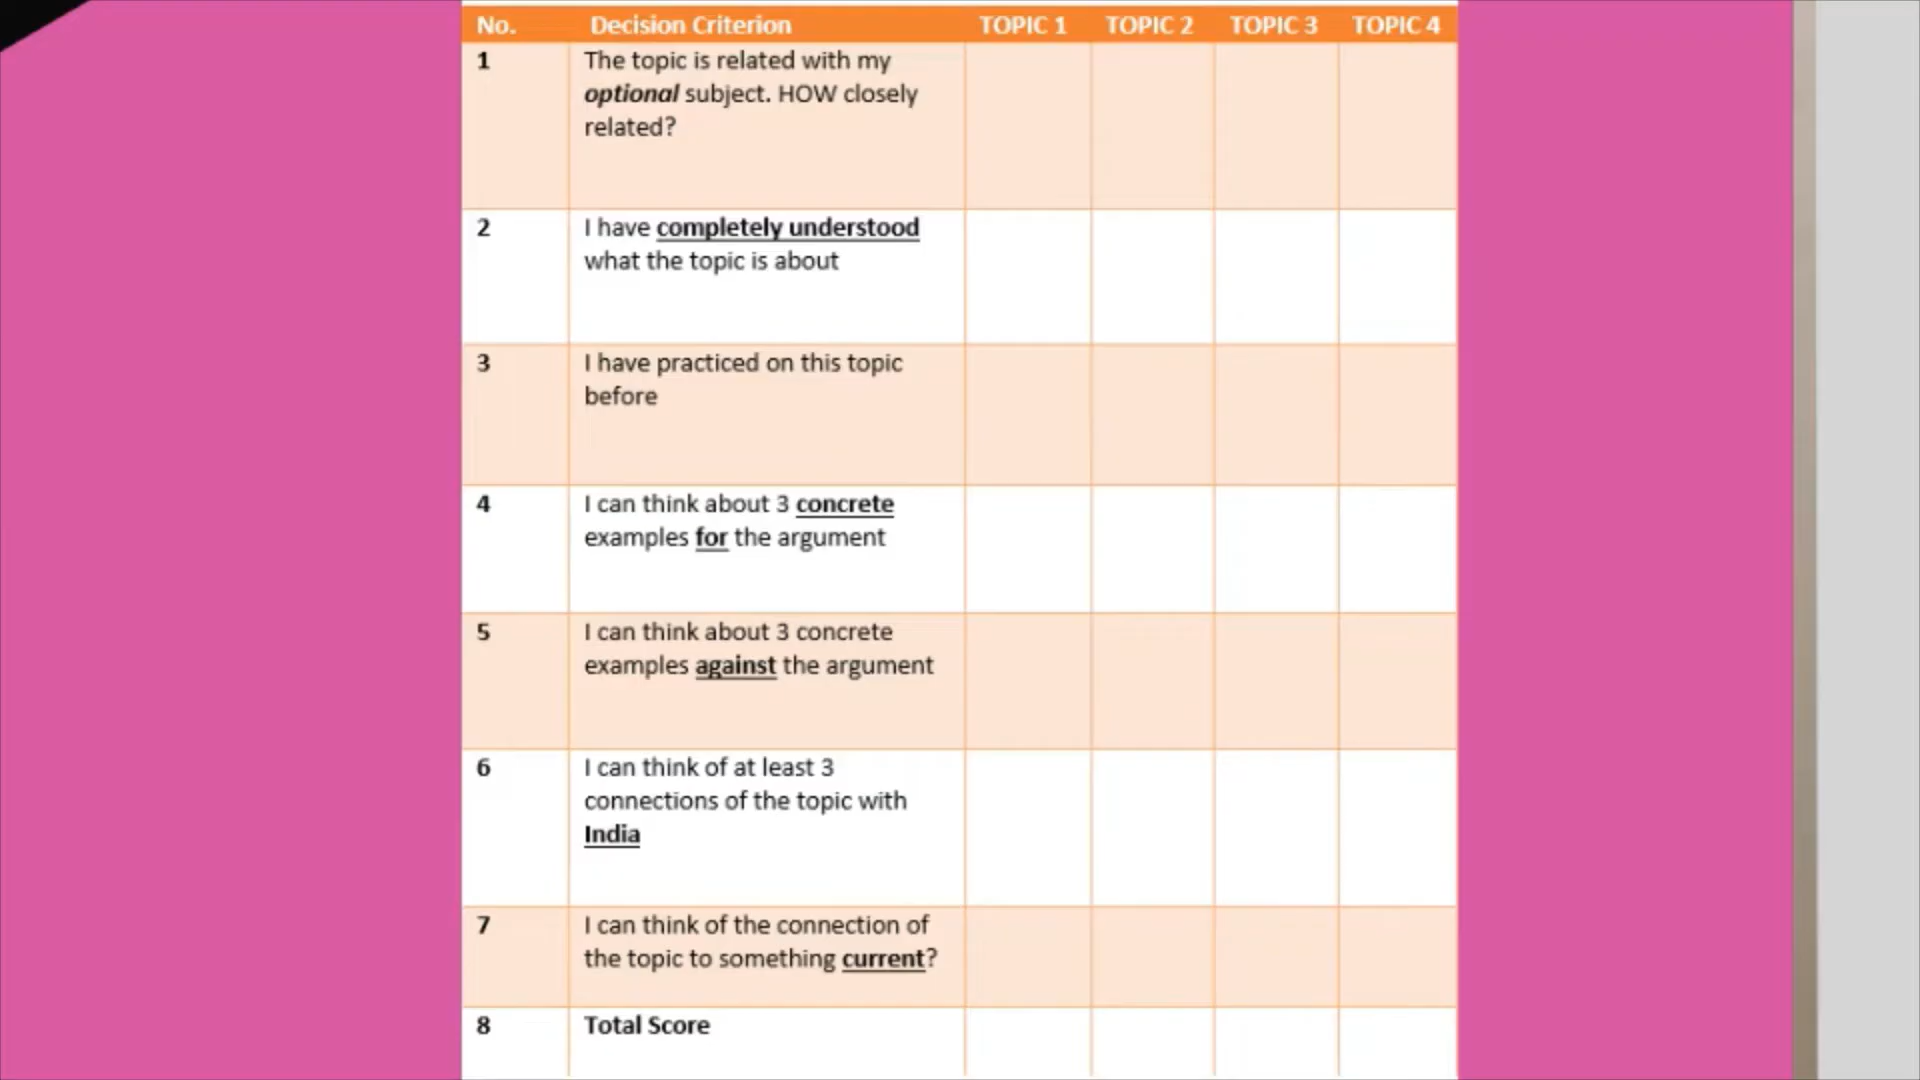 No. Decision Criterion TOPIC 1 TOPIC 2 TOPIC 3 TOPIC 4
1 The topic is related with my
optional subject. HOW closely
related?
2 I have completely understood
what the topic is about
3 I have practiced on this topic
before
4 I can think about 3 concrete
examples for the argument
5 I can think about 3 concrete
examples against the argument
6 I can think of at least 3
connections of the topic with
India
7 I can think of the connection of
the topic to something current?
8 Total Score